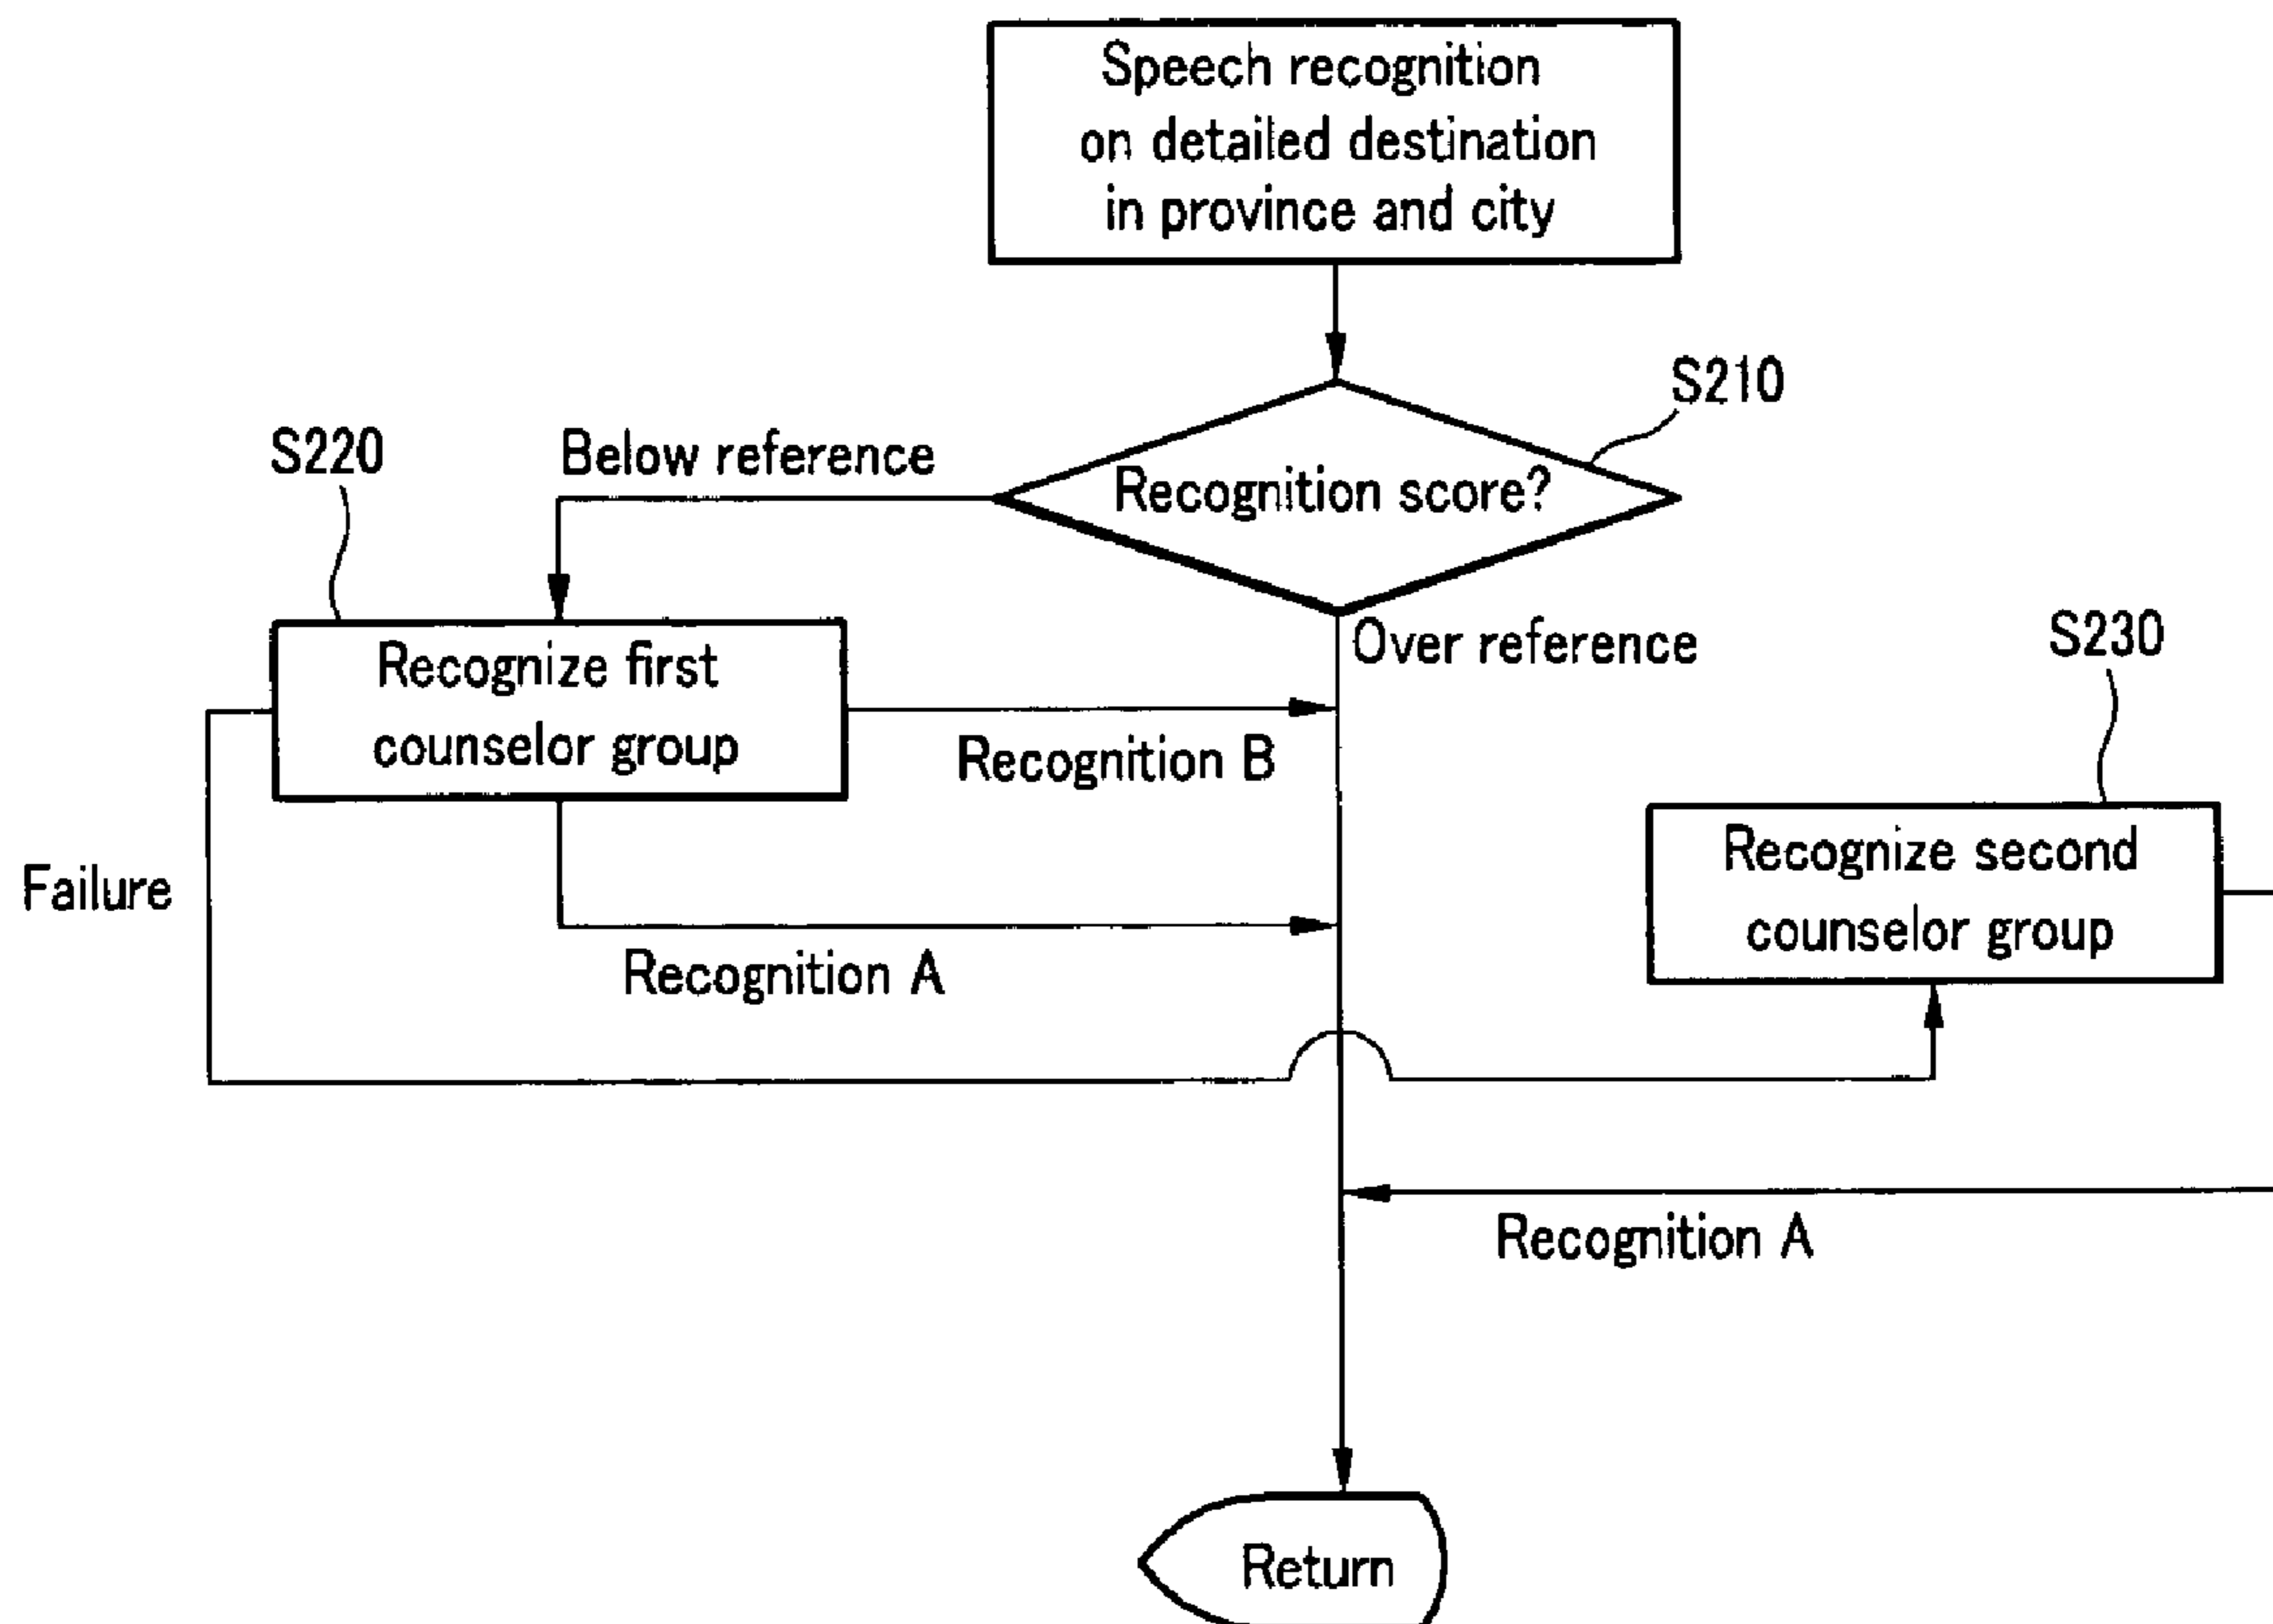 Speech recognition
on detailed destination
in province and city
S210
Recognition score?
Below reference
S220
Over reference
Recognize first
counselor group
S230
Recognition B
Recognize second
counselor group
Failure
Recognition A
Recognition A
Return